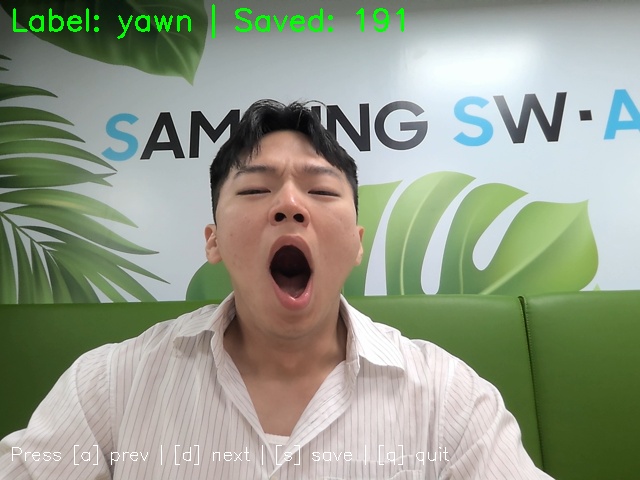 Label: yawn | Saved: 191
SAMSUNG SW·A
Press [a] prev | [d] next | [s] save | [q] quit